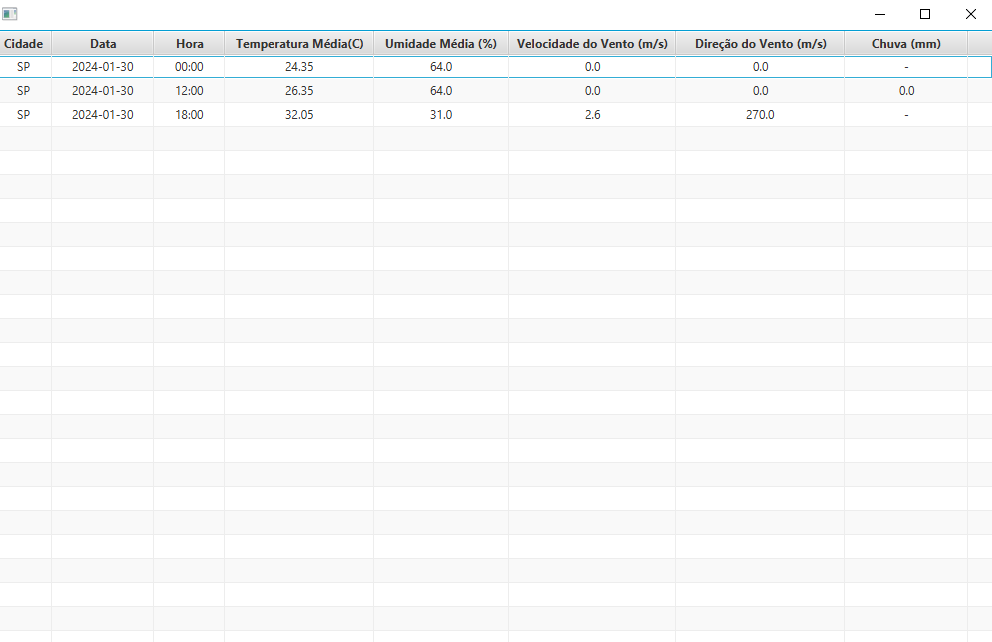 Cidade Data Hora Temperatura Média(C) Umidade Média (%) Velocidade do Vento (m/s) Direção do Vento (m/s) Chuva (mm)
SP 2024-01-30 00:00 24.35 64.0 0.0 0.0 -
SP 2024-01-30 12:00 26.35 64.0 0.0 0.0 0.0
SP 2024-01-30 18:00 32.05 31.0 2.6 270.0 -